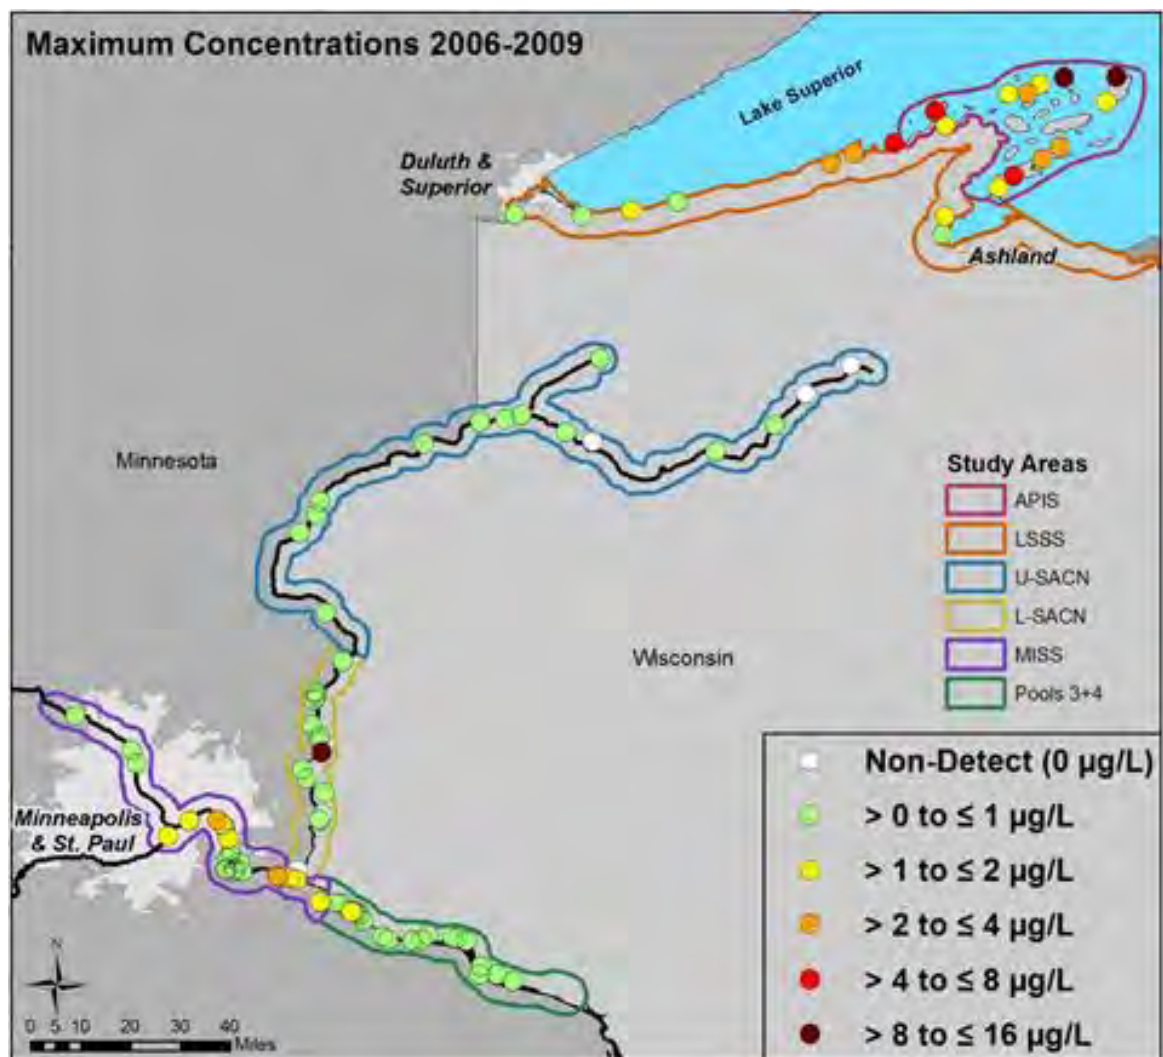 Maximum Concentrations 2006-2009
Lake Superior
Duluth &
Superior
Ashland
Minnesota
Study Areas
APIS
LSSS
U-SACN
L-SACN
MISS
Pools 3+4
Wisconsin
Minneapolis
& St. Paul
Non-Detect (0 µg/L)
> 0 to ≤ 1 µg/L
> 1 to ≤ 2 µg/L
> 2 to ≤ 4 µg/L
> 4 to ≤ 8 µg/L
> 8 to ≤ 16 µg/L
N
0 5 10 20 30 40
Miles